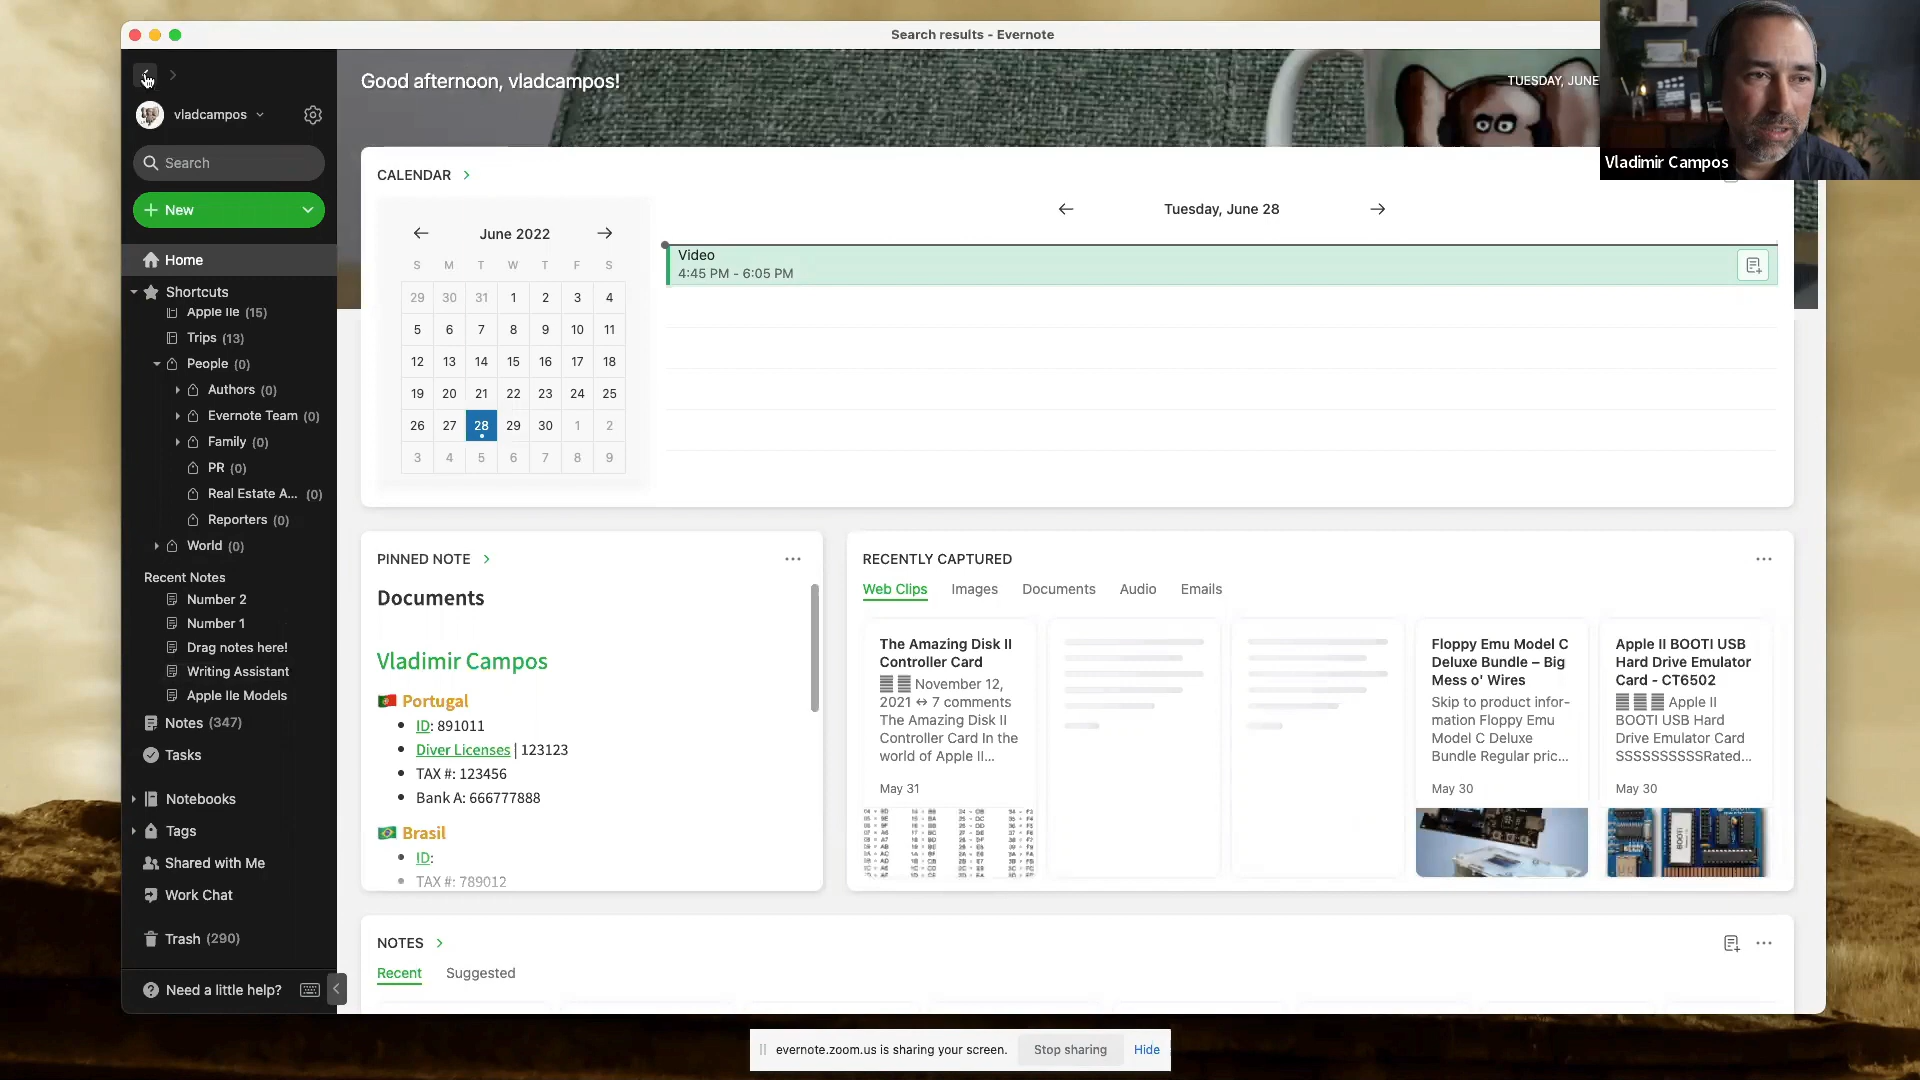 Search results - Evernote
Good afternoon, vladcampos!
TUESDAY, JUNE
Vladimir Campos
vladcampos
Search
New
Home
Shortcuts
Apple IIe (15)
Trips (13)
People (0)
Authors (0)
Evernote Team (0)
Family (0)
PR (0)
Real Estate A... (0)
Reporters (0)
World (0)
Recent Notes
Number 2
Number 1
Drag notes here!
Writing Assistant
Apple IIe Models
Notes (347)
Tasks
Notebooks
Tags
Shared with Me
Work Chat
Trash (290)
Need a little help?
CALENDAR
June 2022
S M T W T F S
29 30 31 1 2 3 4
5 6 7 8 9 10 11
12 13 14 15 16 17 18
19 20 21 22 23 24 25
26 27 28 29 30 1 2
3 4 5 6 7 8 9
Tuesday, June 28
Video
4:45 PM - 6:05 PM
PINNED NOTE
Documents
Vladimir Campos
Portugal
ID: 891011
Diver Licenses | 123123
TAX #: 123456
Bank A: 666777888
Brasil
ID:
TAX #: 789012
RECENTLY CAPTURED
Web Clips Images Documents Audio Emails
The Amazing Disk II
Controller Card
November 12,
2021 ↔ 7 comments
The Amazing Disk II
Controller Card In the
world of Apple II...
May 31
Floppy Emu Model C
Deluxe Bundle – Big
Mess o' Wires
Skip to product infor-
mation Floppy Emu
Model C Deluxe
Bundle Regular pric...
May 30
Apple II BOOTI USB
Hard Drive Emulator
Card - CT6502
Apple II
BOOTI USB Hard
Drive Emulator Card
SSSSSSSSSSRated...
May 30
BOOTI
NOTES
Recent Suggested
evernote.zoom.us is sharing your screen.
Stop sharing
Hide